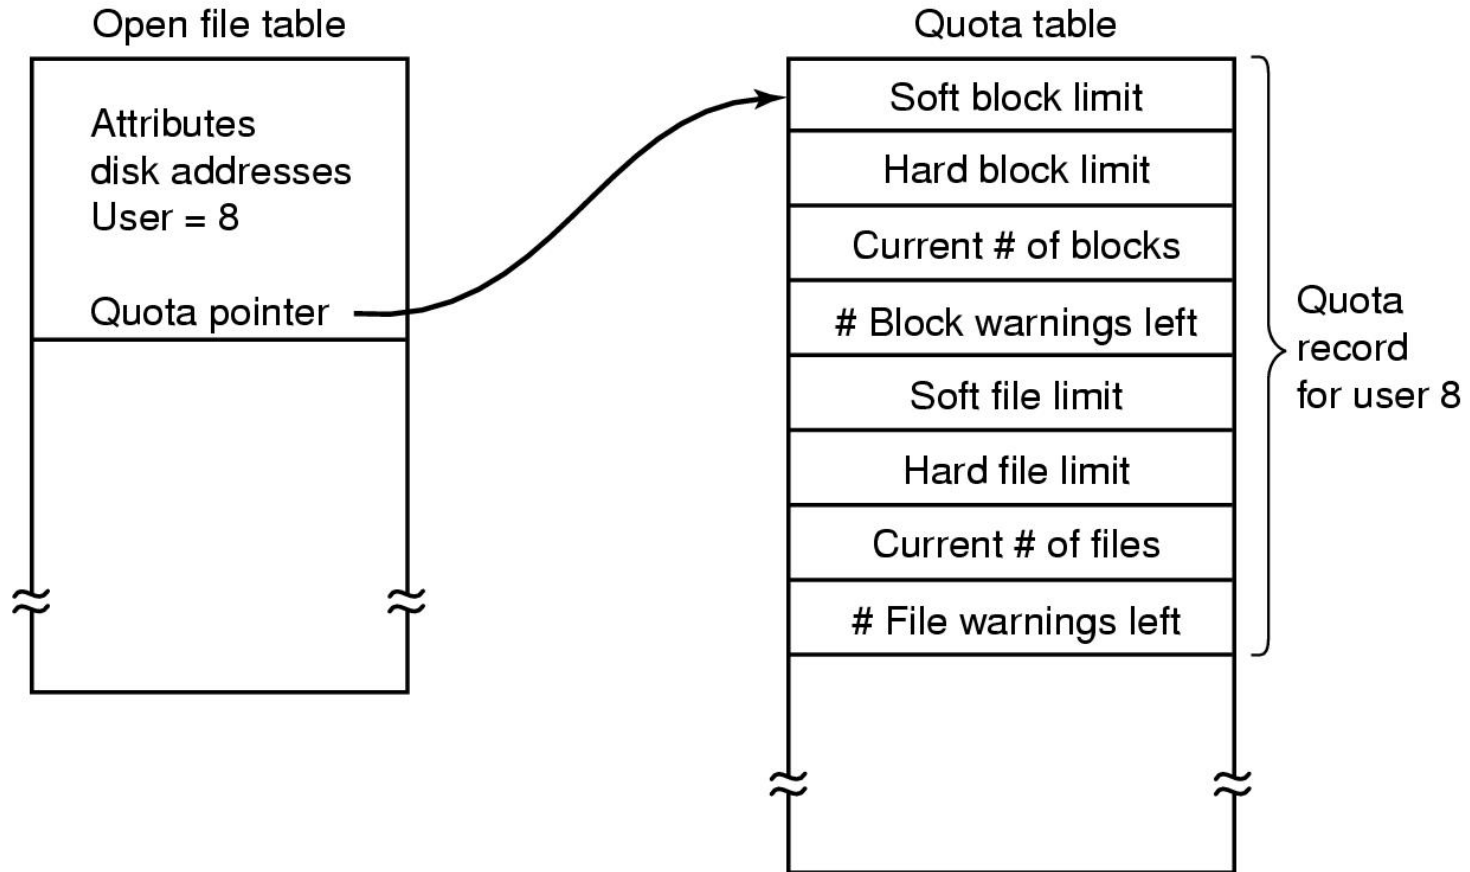 Open file table
Attributes
disk addresses
User = 8
Quota pointer
Quota table
Soft block limit
Hard block limit
Current # of blocks
# Block warnings left
Soft file limit
Hard file limit
Current # of files
# File warnings left
Quota
record
for user 8